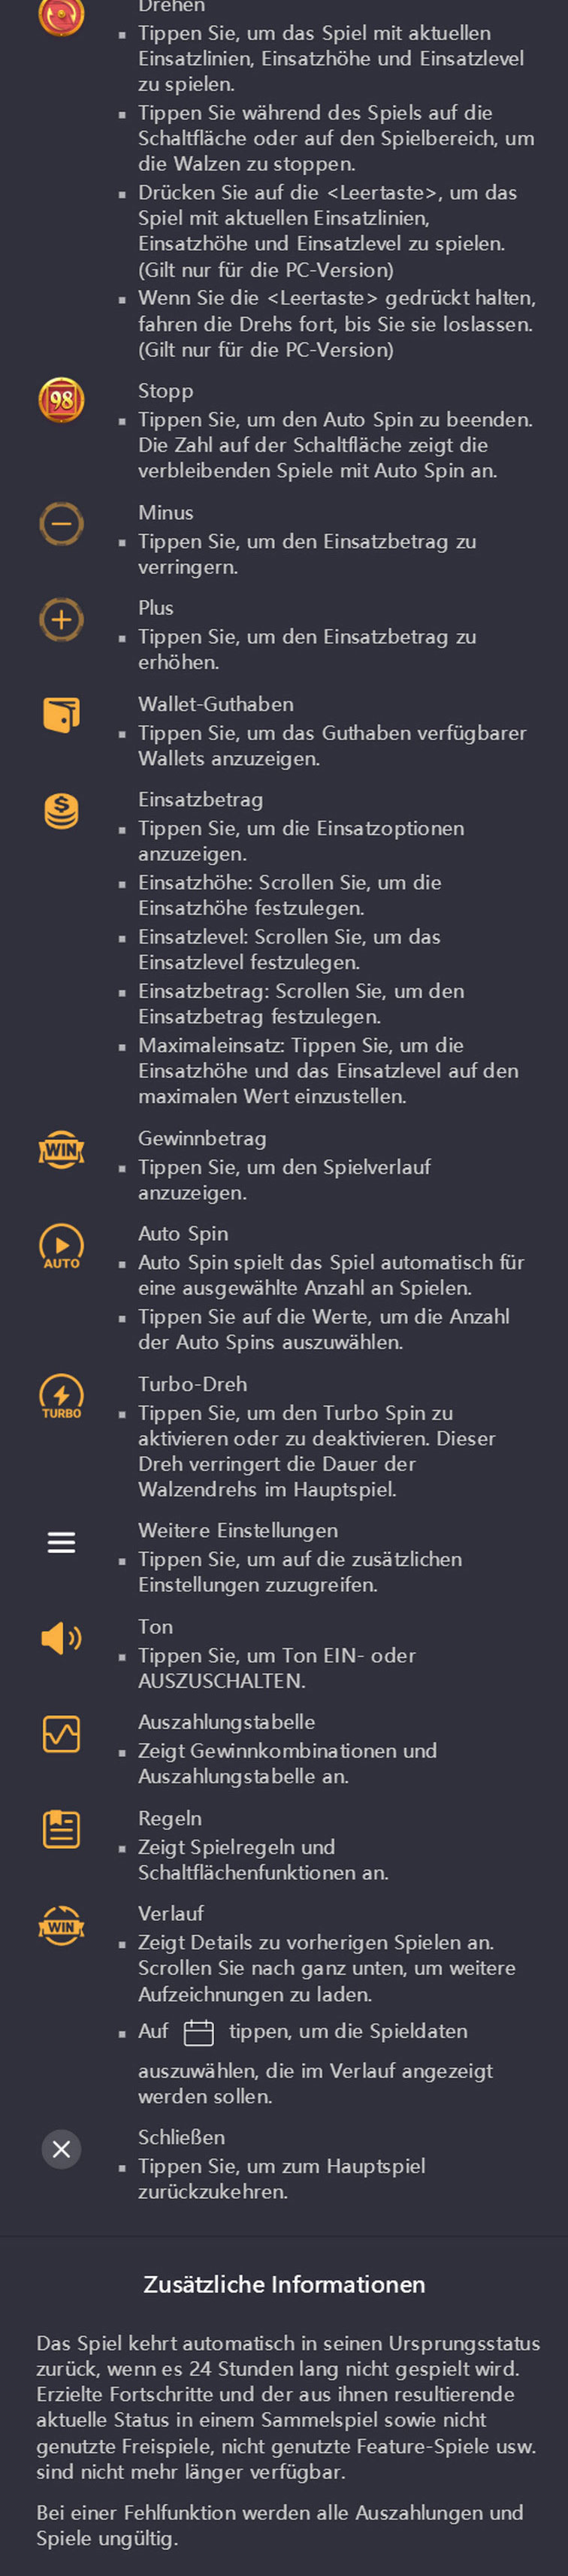 Drehen
▪ Tippen Sie, um das Spiel mit aktuellen
Einsatzlinien, Einsatzhöhe und Einsatzlevel
zu spielen.
▪ Tippen Sie während des Spiels auf die
Schaltfläche oder auf den Spielbereich, um
die Walzen zu stoppen.
▪ Drücken Sie auf die <Leertaste>, um das
Spiel mit aktuellen Einsatzlinien,
Einsatzhöhe und Einsatzlevel zu spielen.
(Gilt nur für die PC-Version)
▪ Wenn Sie die <Leertaste> gedrückt halten,
fahren die Drehs fort, bis Sie sie loslassen.
(Gilt nur für die PC-Version)
98
Stopp
▪ Tippen Sie, um den Auto Spin zu beenden.
Die Zahl auf der Schaltfläche zeigt die
verbleibenden Spiele mit Auto Spin an.
Minus
▪ Tippen Sie, um den Einsatzbetrag zu
verringern.
Plus
▪ Tippen Sie, um den Einsatzbetrag zu
erhöhen.
Wallet-Guthaben
▪ Tippen Sie, um das Guthaben verfügbarer
Wallets anzuzeigen.
Einsatzbetrag
▪ Tippen Sie, um die Einsatzoptionen
anzuzeigen.
▪ Einsatzhöhe: Scrollen Sie, um die
Einsatzhöhe festzulegen.
▪ Einsatzlevel: Scrollen Sie, um das
Einsatzlevel festzulegen.
▪ Einsatzbetrag: Scrollen Sie, um den
Einsatzbetrag festzulegen.
▪ Maximaleinsatz: Tippen Sie, um die
Einsatzhöhe und das Einsatzlevel auf den
maximalen Wert einzustellen.
WIN
Gewinnbetrag
▪ Tippen Sie, um den Spielverlauf
anzuzeigen.
AUTO
Auto Spin
▪ Auto Spin spielt das Spiel automatisch für
eine ausgewählte Anzahl an Spielen.
▪ Tippen Sie auf die Werte, um die Anzahl
der Auto Spins auszuwählen.
TURBO
Turbo-Dreh
▪ Tippen Sie, um den Turbo Spin zu
aktivieren oder zu deaktivieren. Dieser
Dreh verringert die Dauer der
Walzendrehs im Hauptspiel.
Weitere Einstellungen
▪ Tippen Sie, um auf die zusätzlichen
Einstellungen zuzugreifen.
Ton
▪ Tippen Sie, um Ton EIN- oder
AUSZUSCHALTEN.
Auszahlungstabelle
▪ Zeigt Gewinnkombinationen und
Auszahlungstabelle an.
Regeln
▪ Zeigt Spielregeln und
Schaltflächenfunktionen an.
WIN
Verlauf
▪ Zeigt Details zu vorherigen Spielen an.
Scrollen Sie nach ganz unten, um weitere
Aufzeichnungen zu laden.
▪ Auf tippen, um die Spieldaten
auszuwählen, die im Verlauf angezeigt
werden sollen.
Schließen
▪ Tippen Sie, um zum Hauptspiel
zurückzukehren.
Zusätzliche Informationen
Das Spiel kehrt automatisch in seinen Ursprungsstatus
zurück, wenn es 24 Stunden lang nicht gespielt wird.
Erzielte Fortschritte und der aus ihnen resultierende
aktuelle Status in einem Sammelspiel sowie nicht
genutzte Freispiele, nicht genutzte Feature-Spiele usw.
sind nicht mehr länger verfügbar.
Bei einer Fehlfunktion werden alle Auszahlungen und
Spiele ungültig.